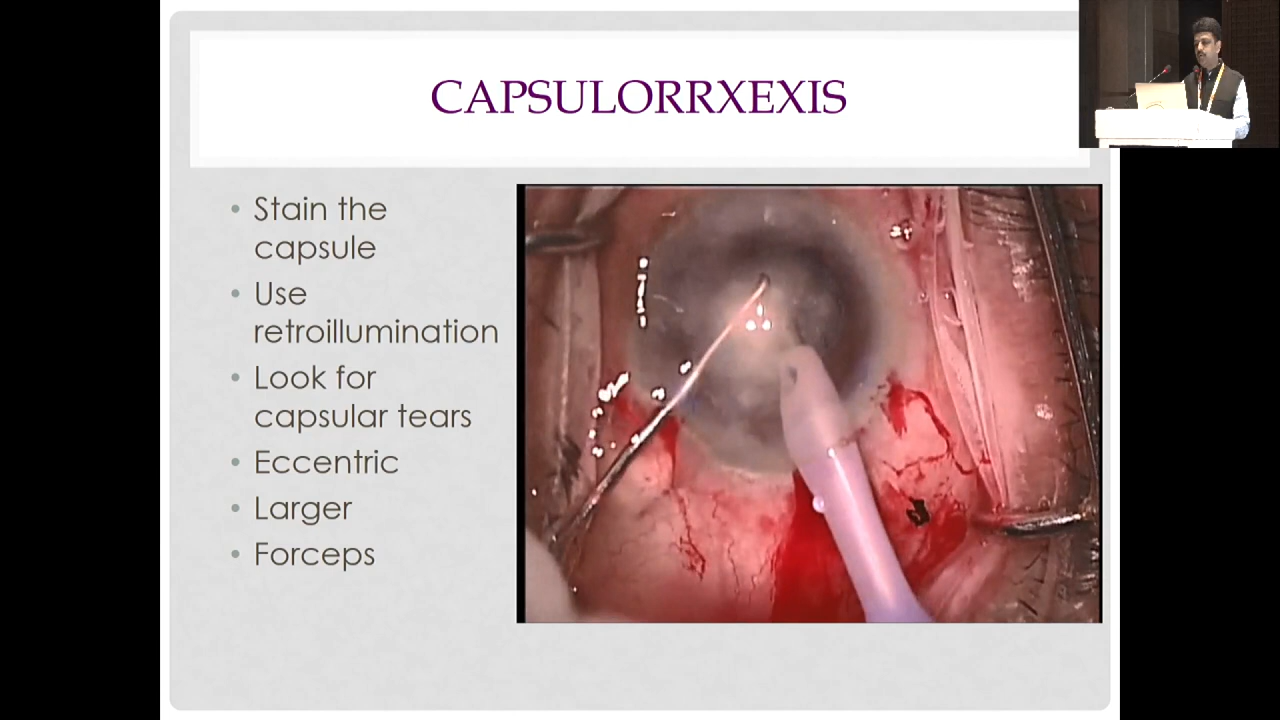 CAPSULORRXEXIS
• Stain the
capsule
• Use
retroillumination
• Look for
capsular tears
• Eccentric
• Larger
• Forceps